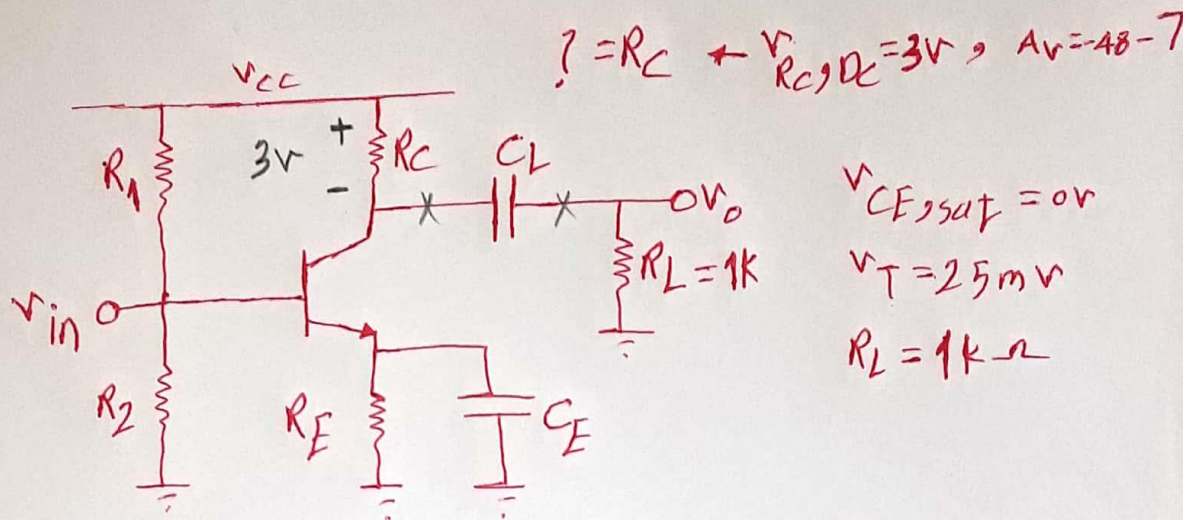 ? = RC ← VRC,DC = 3v, Av = -48-7
VCC
R1
3v
+
-
RC
CL
vo
RL = 1K
vin
R2
RE
CE
VCE,sat = 0v
VT = 25mv
RL = 1kΩ